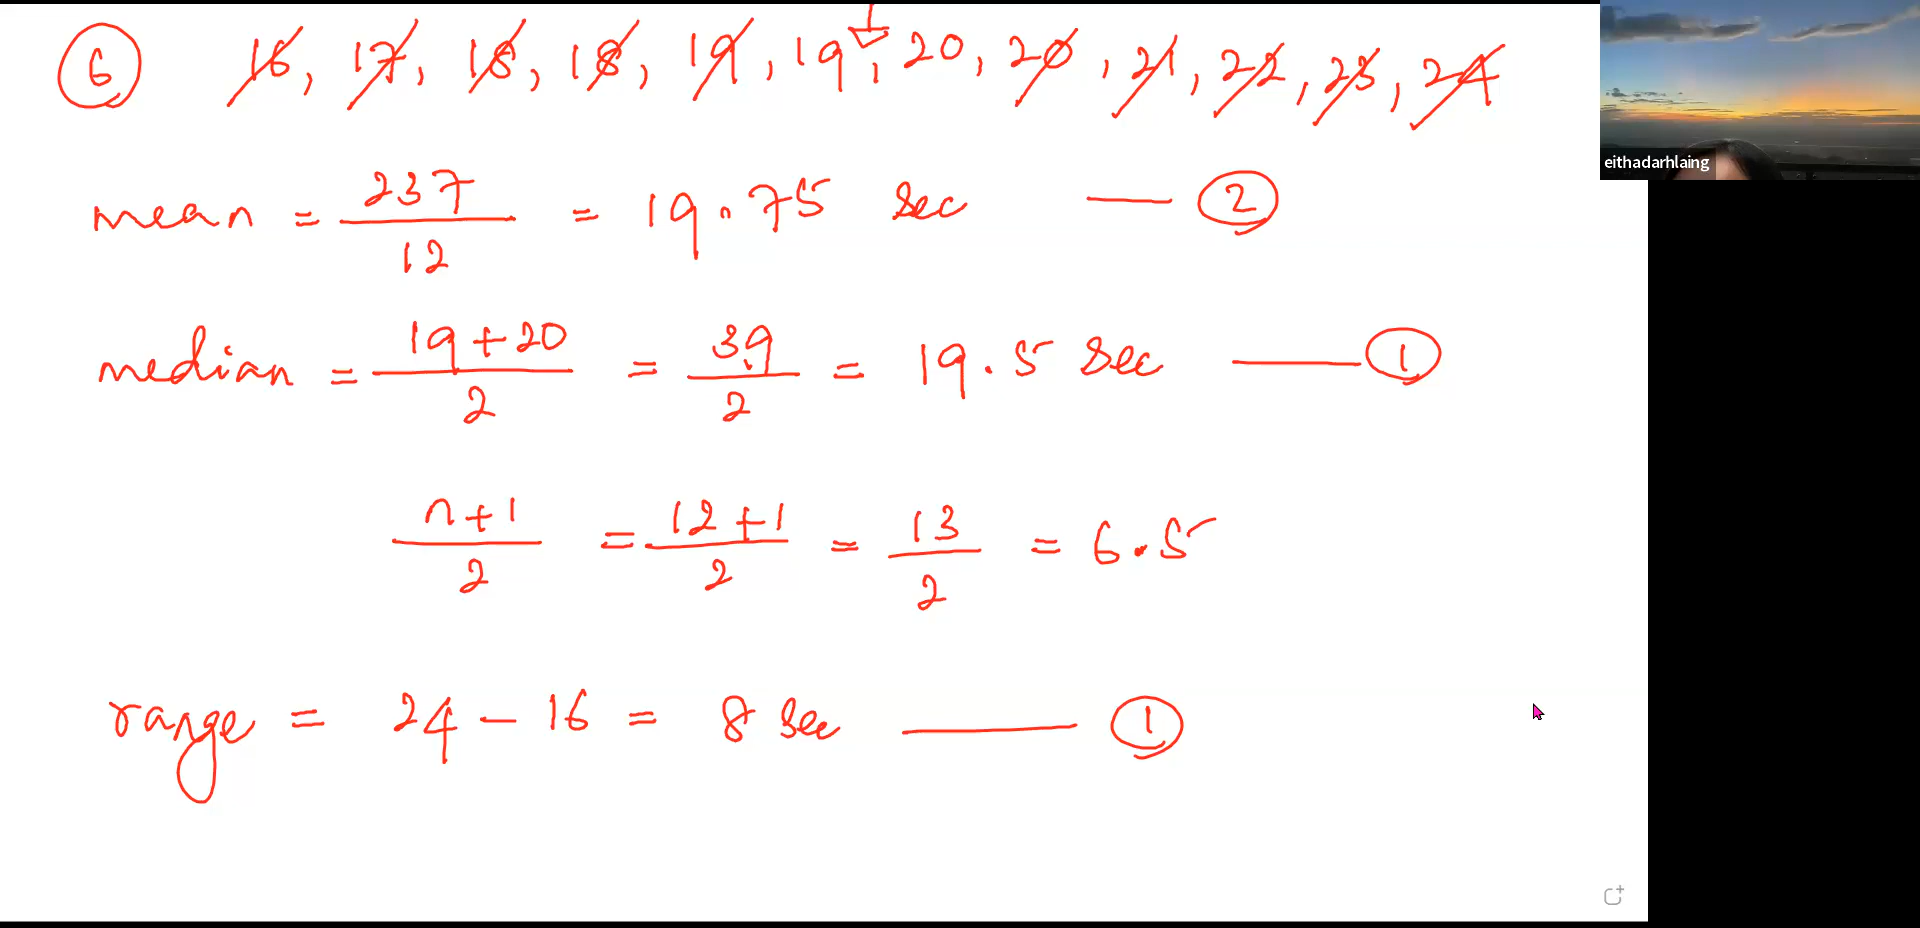 6 16, 17, 18, 18, 19, 19, 20, 20, 21, 22, 23, 24
eithadarhlaing
mean = 237/12 = 19.75 sec — 2
median = 19+20/2 = 39/2 = 19.5 sec — 1
n+1/2 = 12+1/2 = 13/2 = 6.5
range = 24 - 16 = 8 sec — 1